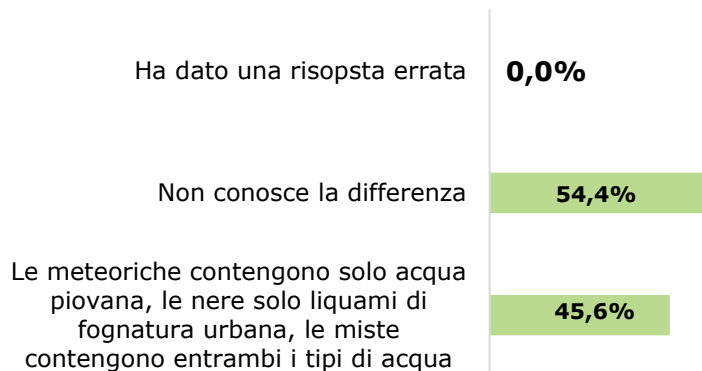 Ha dato una risopsta errata
0,0%
Non conosce la differenza
54,4%
Le meteoriche contengono solo acqua
piovana, le nere solo liquami di
fognatura urbana, le miste
contengono entrambi i tipi di acqua
45,6%